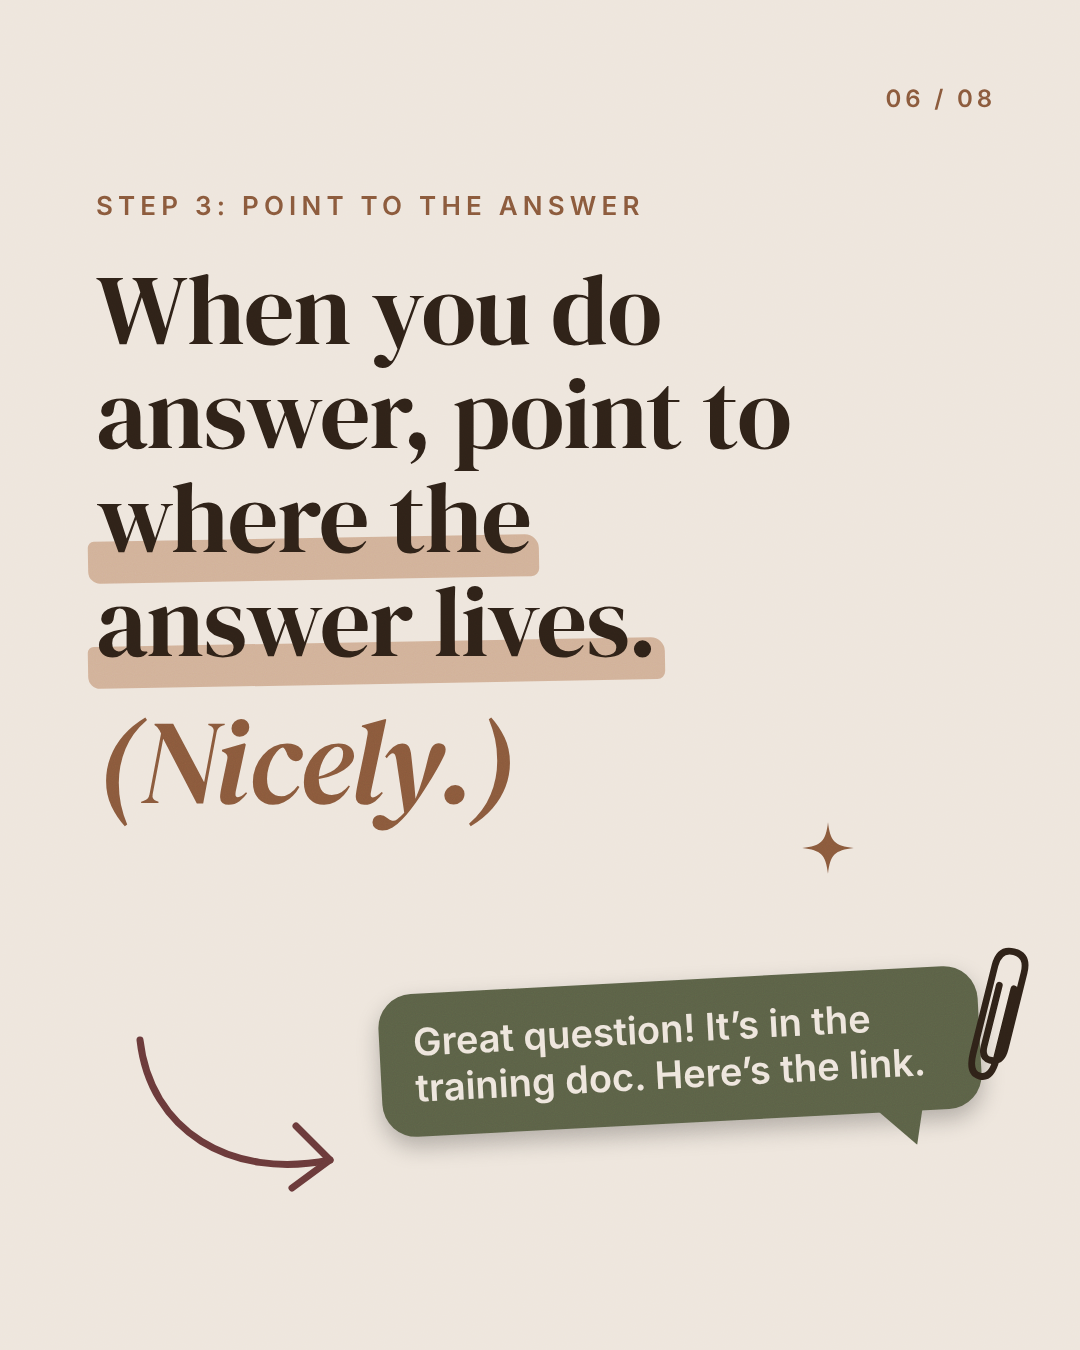 06 / 08
STEP 3: POINT TO THE ANSWER
When you do
answer, point to
where the
answer lives.
(Nicely.)
Great question! It’s in the
training doc. Here’s the link.